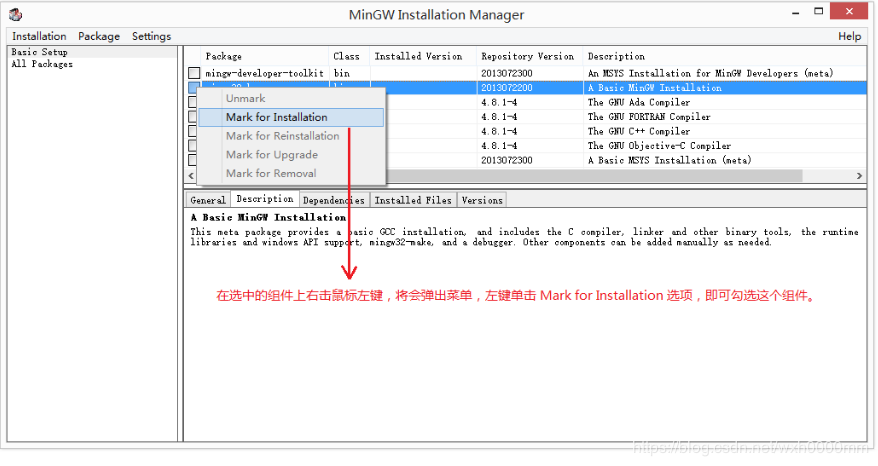 MinGW Installation Manager
Installation Package Settings Help
Basic Setup
All Packages
Package Class Installed Version Repository Version Description
mingw-developer-toolkit bin 2013072300 An MSYS Installation for MinGW Developers (meta)
2013072200 A Basic MinGW Installation
4.8.1-4 The GNU Ada Compiler
4.8.1-4 The GNU FORTRAN Compiler
4.8.1-4 The GNU C++ Compiler
4.8.1-4 The GNU Objective-C Compiler
2013072300 A Basic MSYS Installation (meta)
Unmark
Mark for Installation
Mark for Reinstallation
Mark for Upgrade
Mark for Removal
General Description Dependencies Installed Files Versions
A Basic MinGW Installation
This meta package provides a basic GCC installation, and includes the C compiler, linker and other binary tools, the runtime
libraries and windows API support, mingw32-make, and a debugger. Other components can be added manually as needed.
在选中的组件上右击鼠标左键，将会弹出菜单，左键单击 Mark for Installation 选项，即可勾选这个组件。
https://blog.csdn.net/wxh0000mm